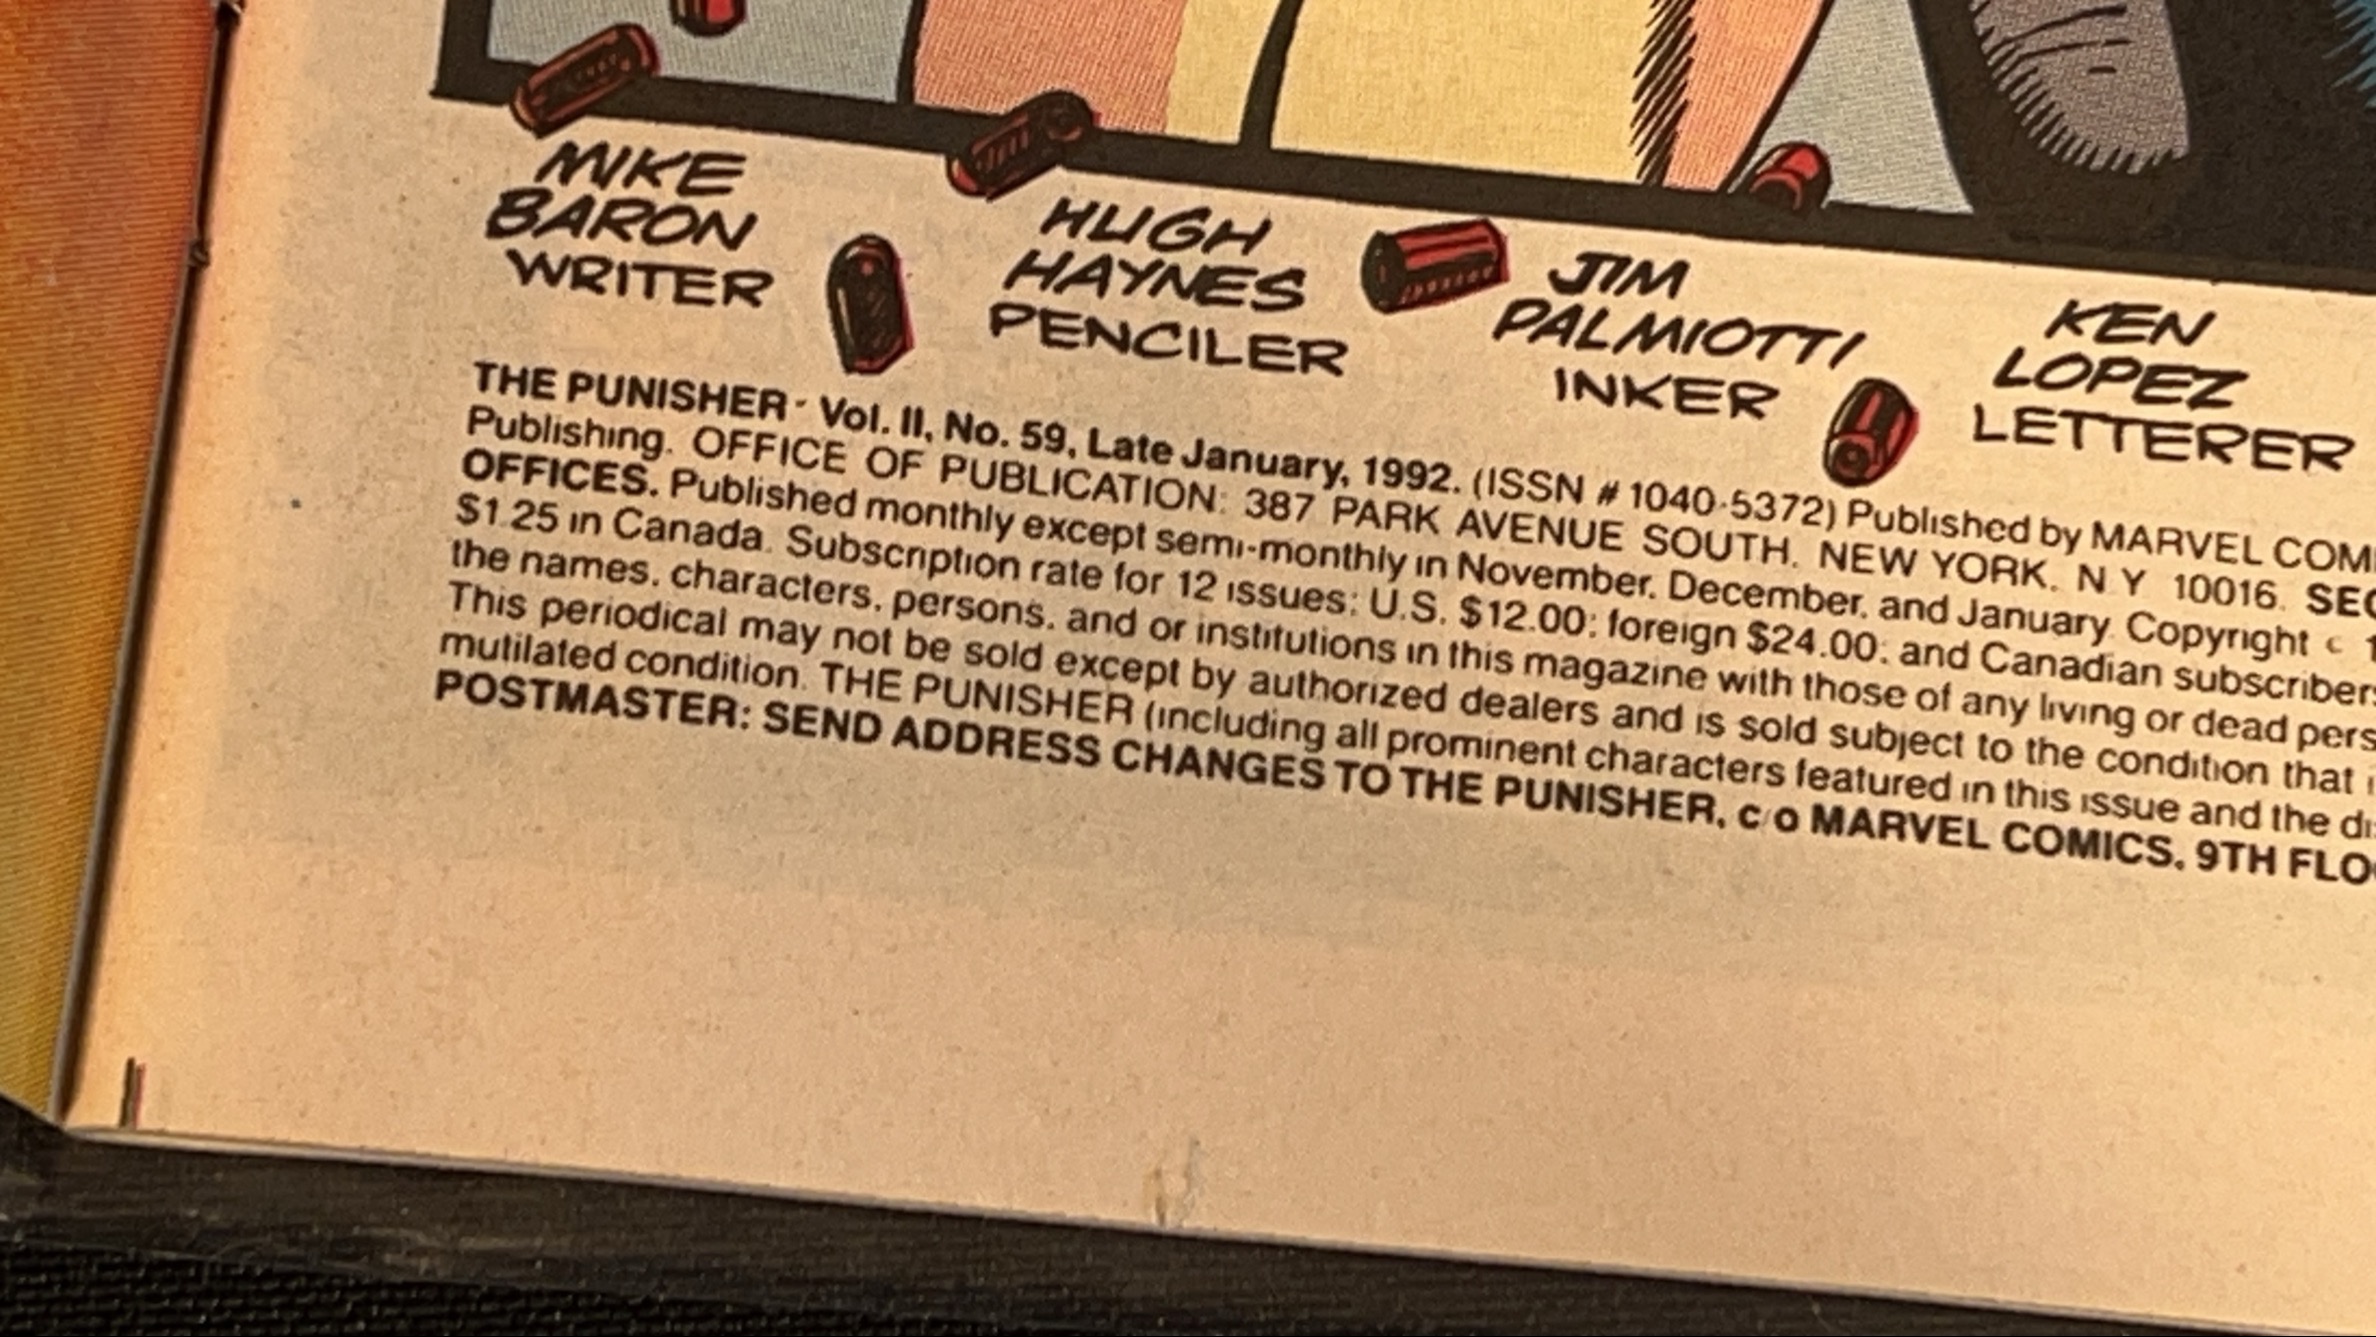 MIKE
BARON
WRITER
HUGH
HAYNES
PENCILER
JIM
PALMIOTTI
INKER
KEN
LOPEZ
LETTERER
THE PUNISHER Vol. II, No. 59, Late January, 1992. (ISSN # 1040-5372) Published by MARVEL
Publishing. OFFICE OF PUBLICATION: 387 PARK AVENUE SOUTH, NEW YORK, N Y 10016.
OFFICES. Published monthly except semi-monthly in November, December, and January. Copyright
$1.25 in Canada. Subscription rate for 12 issues: U.S. $12.00; foreign $24.00; and Canadian
the names, characters, persons, and or institutions in this magazine with those of any living or dead
This periodical may not be sold except by authorized dealers and is sold subject to the condition that
mutilated condition. THE PUNISHER (including all prominent characters featured in this issue and the
POSTMASTER: SEND ADDRESS CHANGES TO THE PUNISHER, c/o MARVEL COMICS, 9TH